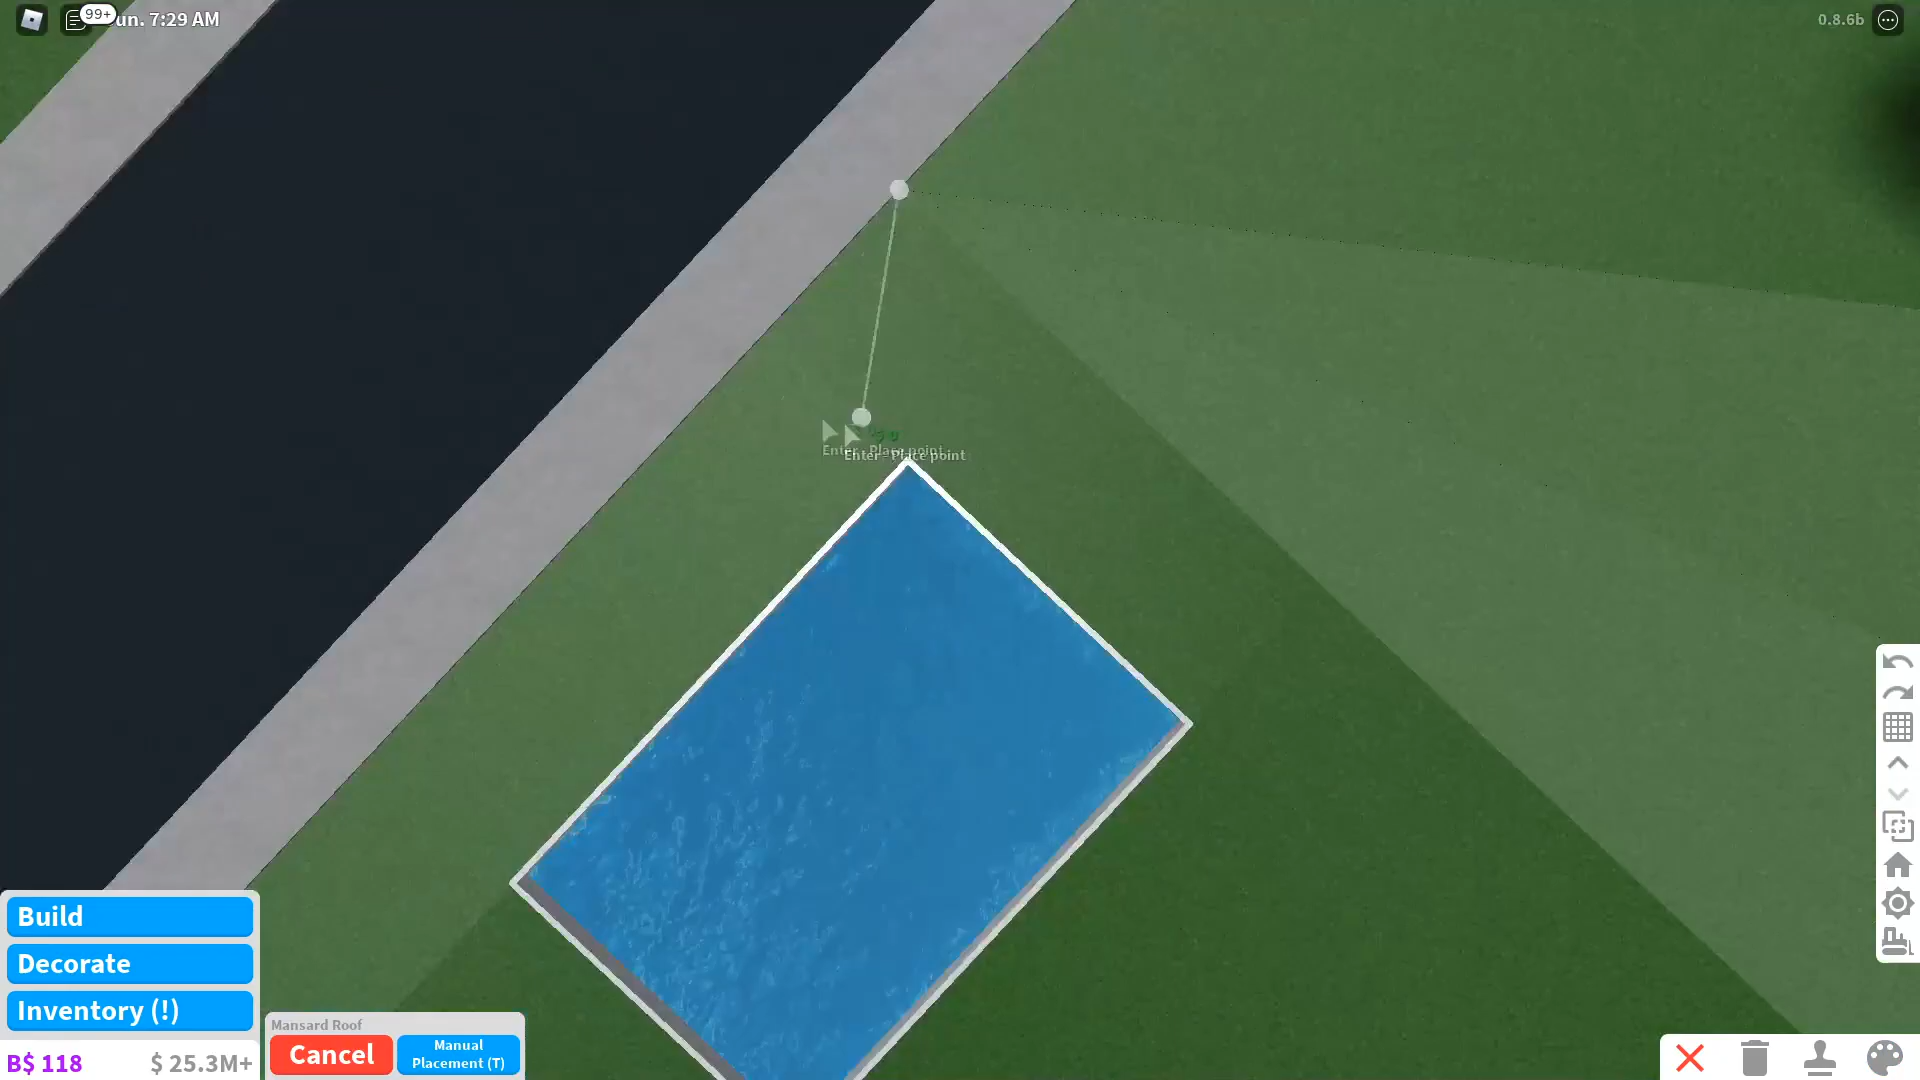 99+
un. 7:29 AM
0.8.6b
Enter - Place point
Build
Decorate
Inventory (!)
B$ 118
$ 25.3M+
Mansard Roof
Cancel
Manual
Placement (T)